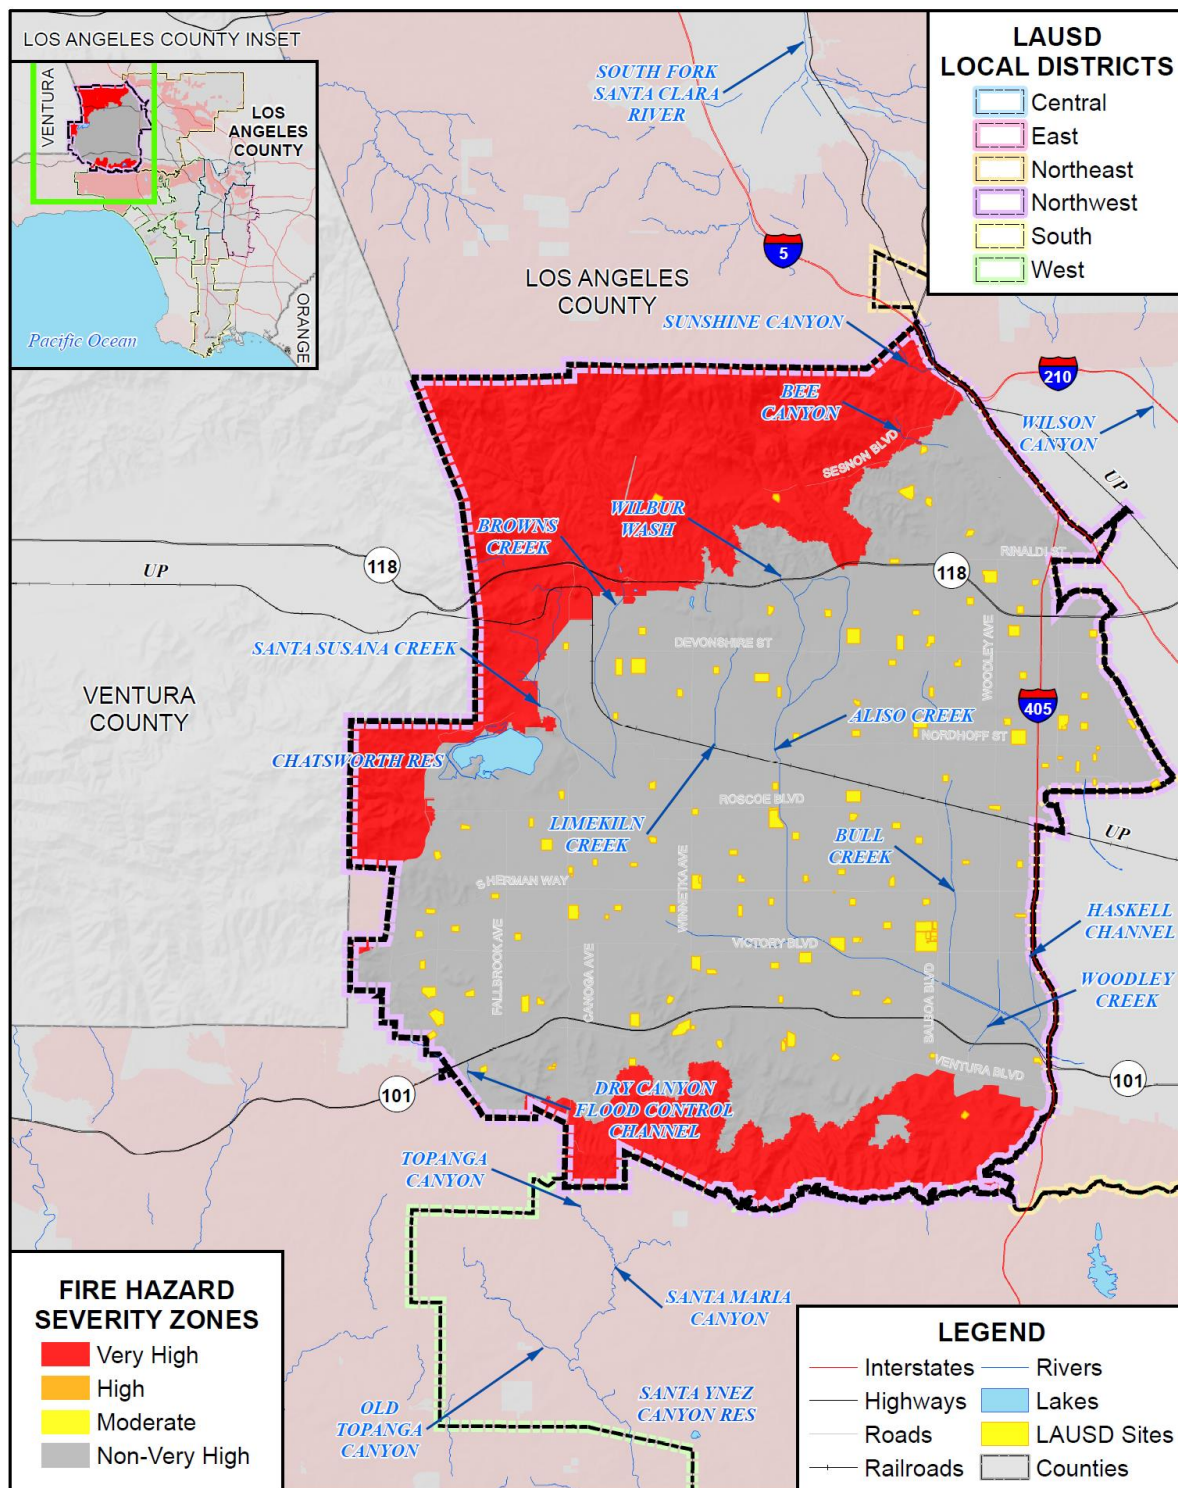 LOS ANGELES COUNTY INSET
VENTURA
LOS
ANGELES
COUNTY
ORANGE
Pacific Ocean
LAUSD
LOCAL DISTRICTS
Central
East
Northeast
Northwest
South
West
SOUTH FORK
SANTA CLARA
RIVER
5
LOS ANGELES
COUNTY
SUNSHINE CANYON
210
BEE
CANYON
WILSON
CANYON
SESNON BLVD
UP
BROWNS
CREEK
WILBUR
WASH
RINALDI ST
UP
118
118
DEVONSHIRE ST
WOODLEY AVE
SANTA SUSANA CREEK
VENTURA
COUNTY
405
ALISO CREEK
NORDHOFF ST
CHATSWORTH RES
ROSCOE BLVD
LIMEKILN
CREEK
BULL
CREEK
UP
S HERMAN WAY
WINNETKA AVE
HASKELL
CHANNEL
FALLBROOK AVE
CANOGA AVE
VICTORY BLVD
BALBOA BLVD
WOODLEY
CREEK
VENTURA BLVD
101
101
DRY CANYON
FLOOD CONTROL
CHANNEL
TOPANGA
CANYON
SANTA MARIA
CANYON
OLD
TOPANGA
CANYON
SANTA YNEZ
CANYON RES
FIRE HAZARD
SEVERITY ZONES
Very High
High
Moderate
Non-Very High
LEGEND
Interstates
Highways
Roads
Railroads
Rivers
Lakes
LAUSD Sites
Counties